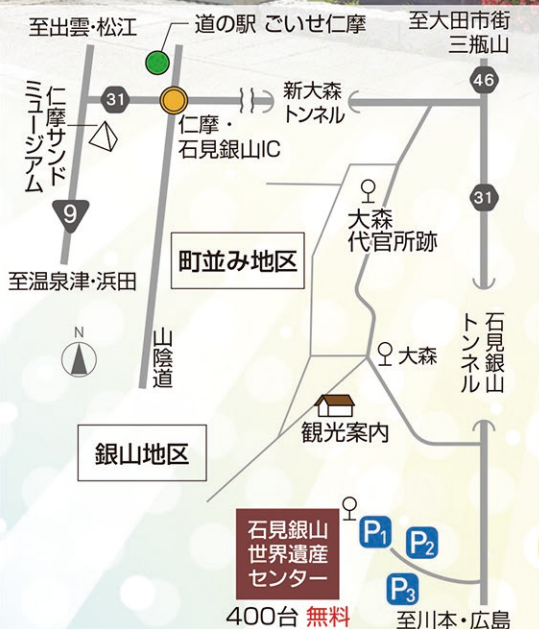 至出雲・松江
道の駅 ごいせ仁摩
至大田市街
三瓶山
46
31
仁摩サンド
ミュージアム
仁摩・
石見銀山IC
新大森
トンネル
31
9
大森
代官所跡
町並み地区
至温泉津・浜田
N
山陰道
大森
石見銀山
トンネル
観光案内
銀山地区
石見銀山
世界遺産
センター
P1
P2
P3
400台 無料
至川本・広島